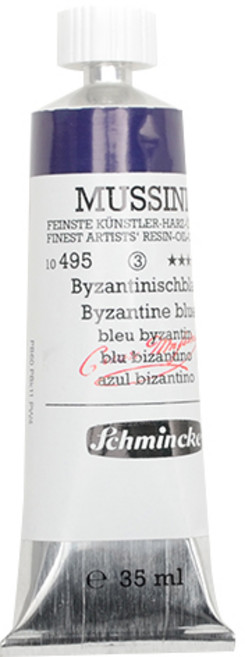 MUSSINI
FEINSTE KÜNSTLER-HARZ-
FINEST ARTISTS' RESIN-OIL-
10 495 3 ***
Byzantinischbl
Byzantine blue
bleu byzantin
blu bizantino
azul bizantino
Schmincke
e 35 ml